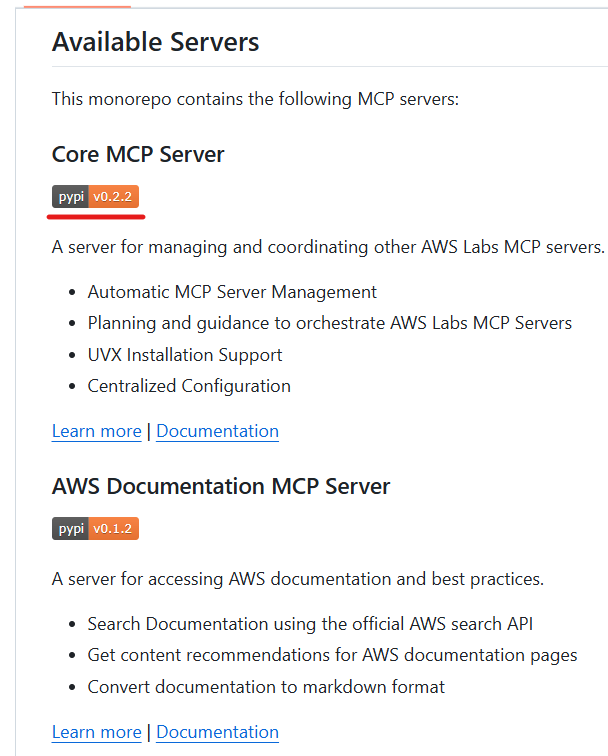 Available Servers
This monorepo contains the following MCP servers:
Core MCP Server
pypi v0.2.2
A server for managing and coordinating other AWS Labs MCP servers.
Automatic MCP Server Management
Planning and guidance to orchestrate AWS Labs MCP Servers
UVX Installation Support
Centralized Configuration
Learn more | Documentation
AWS Documentation MCP Server
pypi v0.1.2
A server for accessing AWS documentation and best practices.
Search Documentation using the official AWS search API
Get content recommendations for AWS documentation pages
Convert documentation to markdown format
Learn more | Documentation